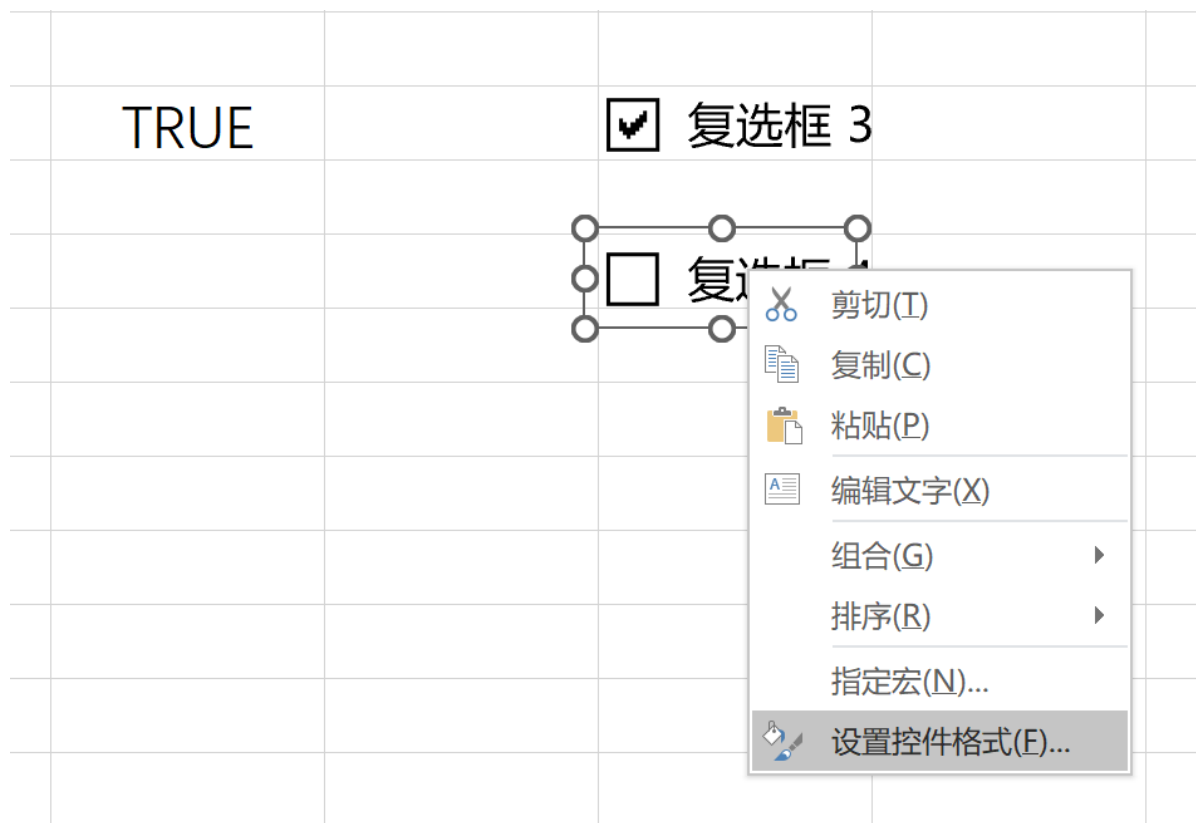 TRUE
复选框 3
复
剪切(T)
复制(C)
粘贴(P)
编辑文字(X)
组合(G)
排序(R)
指定宏(N)...
设置控件格式(F)...